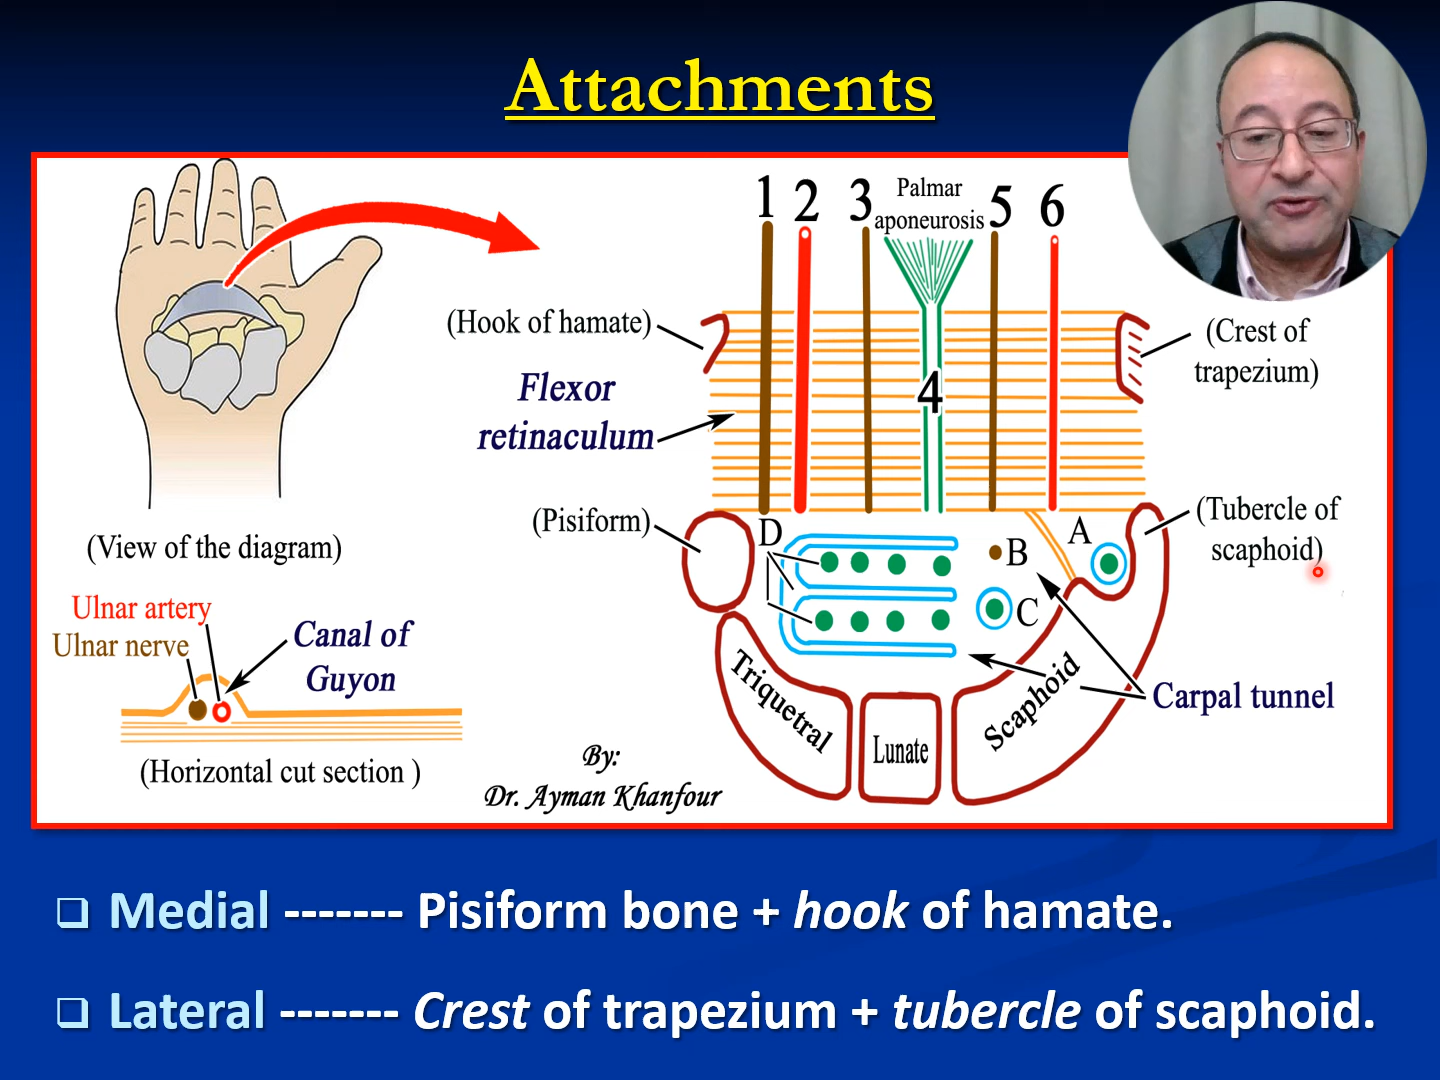 Attachments
1 2 3 Palmar aponeurosis 5 6
(Hook of hamate)
(Crest of
trapezium)
Flexor
retinaculum
4
(Pisiform)
(Tubercle of
scaphoid)
D
B
A
C
(View of the diagram)
Ulnar artery
Ulnar nerve
Canal of
Guyon
Triquetral
Lunate
Scaphoid
Carpal tunnel
(Horizontal cut section )
By:
Dr. Ayman Khanfour
Medial ------- Pisiform bone + hook of hamate.
Lateral ------- Crest of trapezium + tubercle of scaphoid.